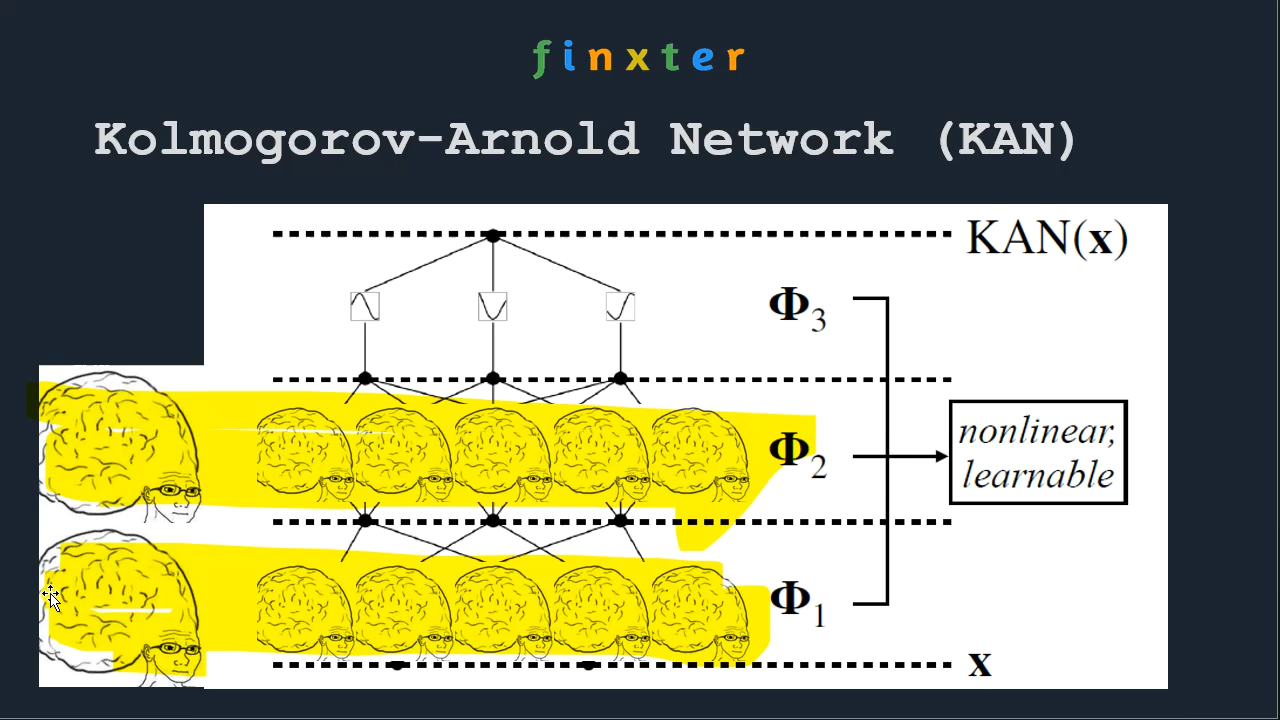 finxter
Kolmogorov-Arnold Network (KAN)
KAN(x)
Φ3
Φ2
nonlinear,
learnable
Φ1
x